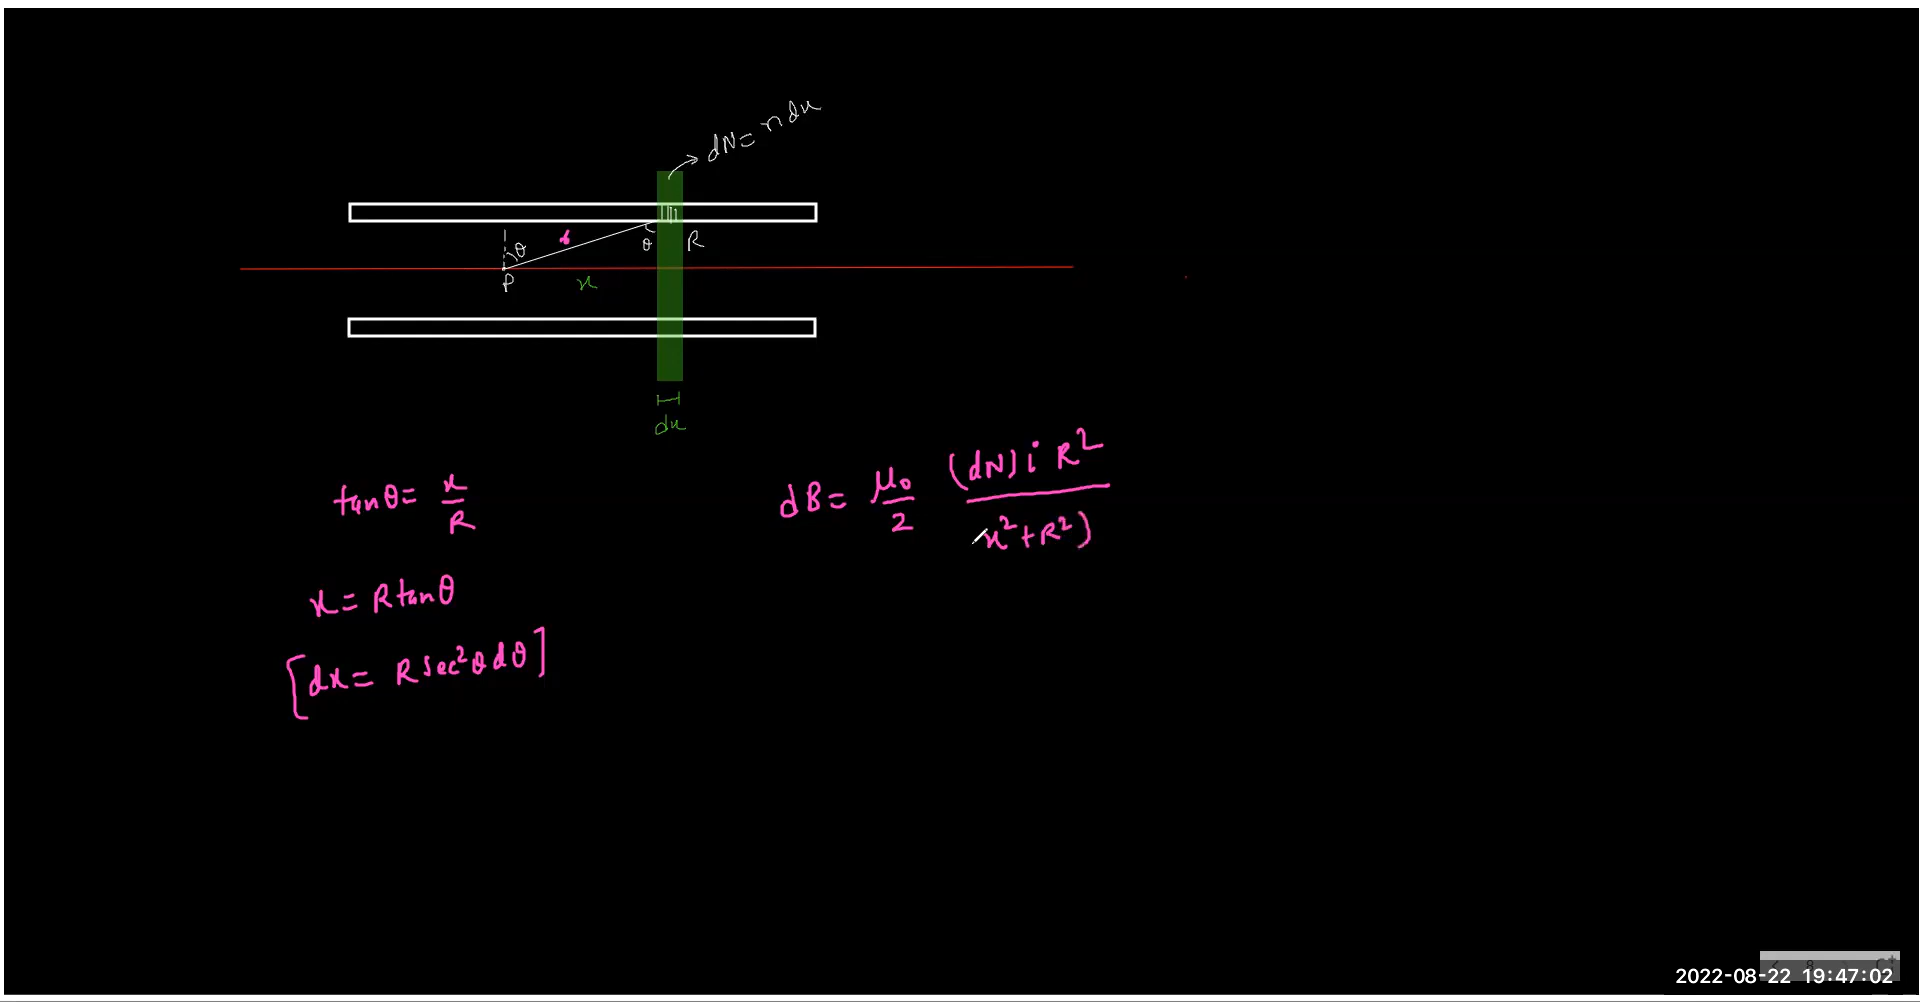 dN = n dx
θ
r
θ
R
P
x
dx
tanθ = x/R
x = R tanθ
[dx = R sec²θ dθ]
dB = μ₀/2 (dN) i R² / x² + R²)
2022-08-22 19:47:02